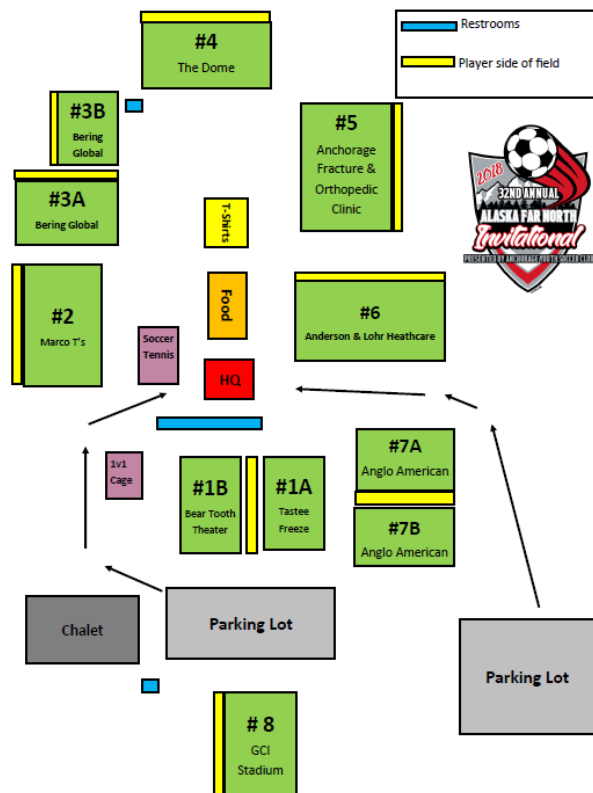 #4
The Dome
Restrooms
Player side of field
#3B
Bering
Global
#5
Anchorage
Fracture &
Orthopedic
Clinic
2018
32ND ANNUAL
ALASKA FAR NORTH
Invitational
PRESENTED BY ANCHORAGE YOUTH SOCCER CLUB
#3A
Bering Global
T-Shirts
#2
Marco T's
Food
#6
Anderson & Lohr Heathcare
Soccer
Tennis
HQ
1v1
Cage
#1B
Bear Tooth
Theater
#1A
Tastee
Freeze
#7A
Anglo American
#7B
Anglo American
Chalet
Parking Lot
Parking Lot
# 8
GCI
Stadium